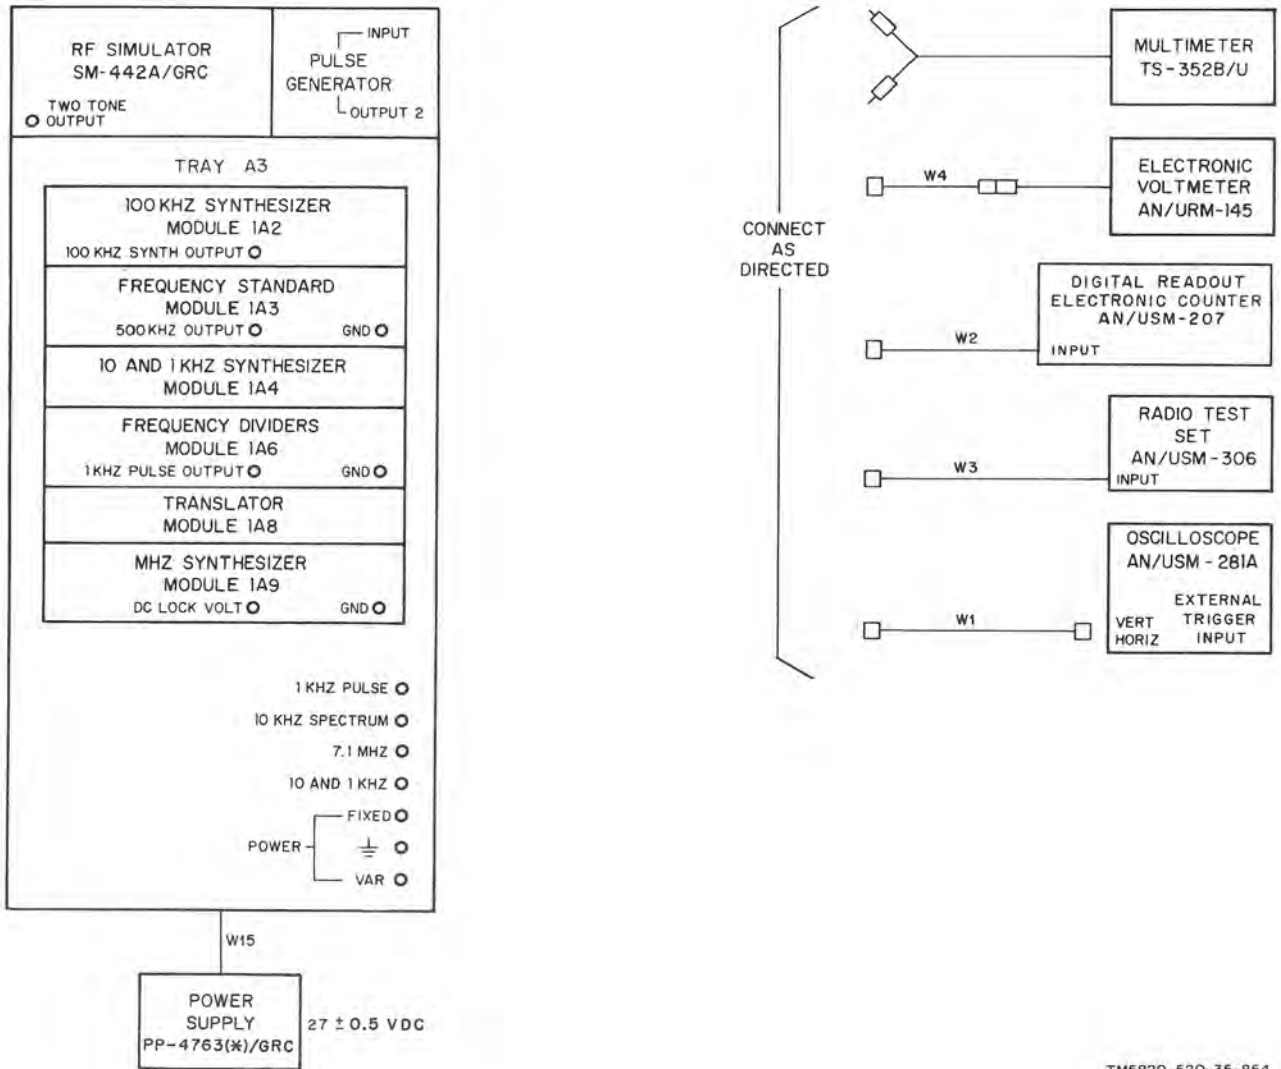 RF SIMULATOR
SM-442A/GRC
TWO TONE
OUTPUT
INPUT
PULSE
GENERATOR
OUTPUT 2
TRAY A3
100 KHZ SYNTHESIZER
MODULE 1A2
100 KHZ SYNTH OUTPUT
FREQUENCY STANDARD
MODULE 1A3
500 KHZ OUTPUT
GND
10 AND 1 KHZ SYNTHESIZER
MODULE 1A4
FREQUENCY DIVIDERS
MODULE 1A6
1 KHZ PULSE OUTPUT
GND
TRANSLATOR
MODULE 1A8
MHZ SYNTHESIZER
MODULE 1A9
DC LOCK VOLT
GND
1 KHZ PULSE
10 KHZ SPECTRUM
7.1 MHZ
10 AND 1 KHZ
FIXED
POWER
VAR
W15
POWER
SUPPLY
PP-4763(*)/GRC
27 ± 0.5 VDC
CONNECT
AS
DIRECTED
MULTIMETER
TS-352B/U
W4
ELECTRONIC
VOLTMETER
AN/URM-145
W2
DIGITAL READOUT
ELECTRONIC COUNTER
AN/USM-207
INPUT
W3
RADIO TEST
SET
AN/USM-306
INPUT
W1
OSCILLOSCOPE
AN/USM-281A
VERT
HORIZ
EXTERNAL
TRIGGER
INPUT